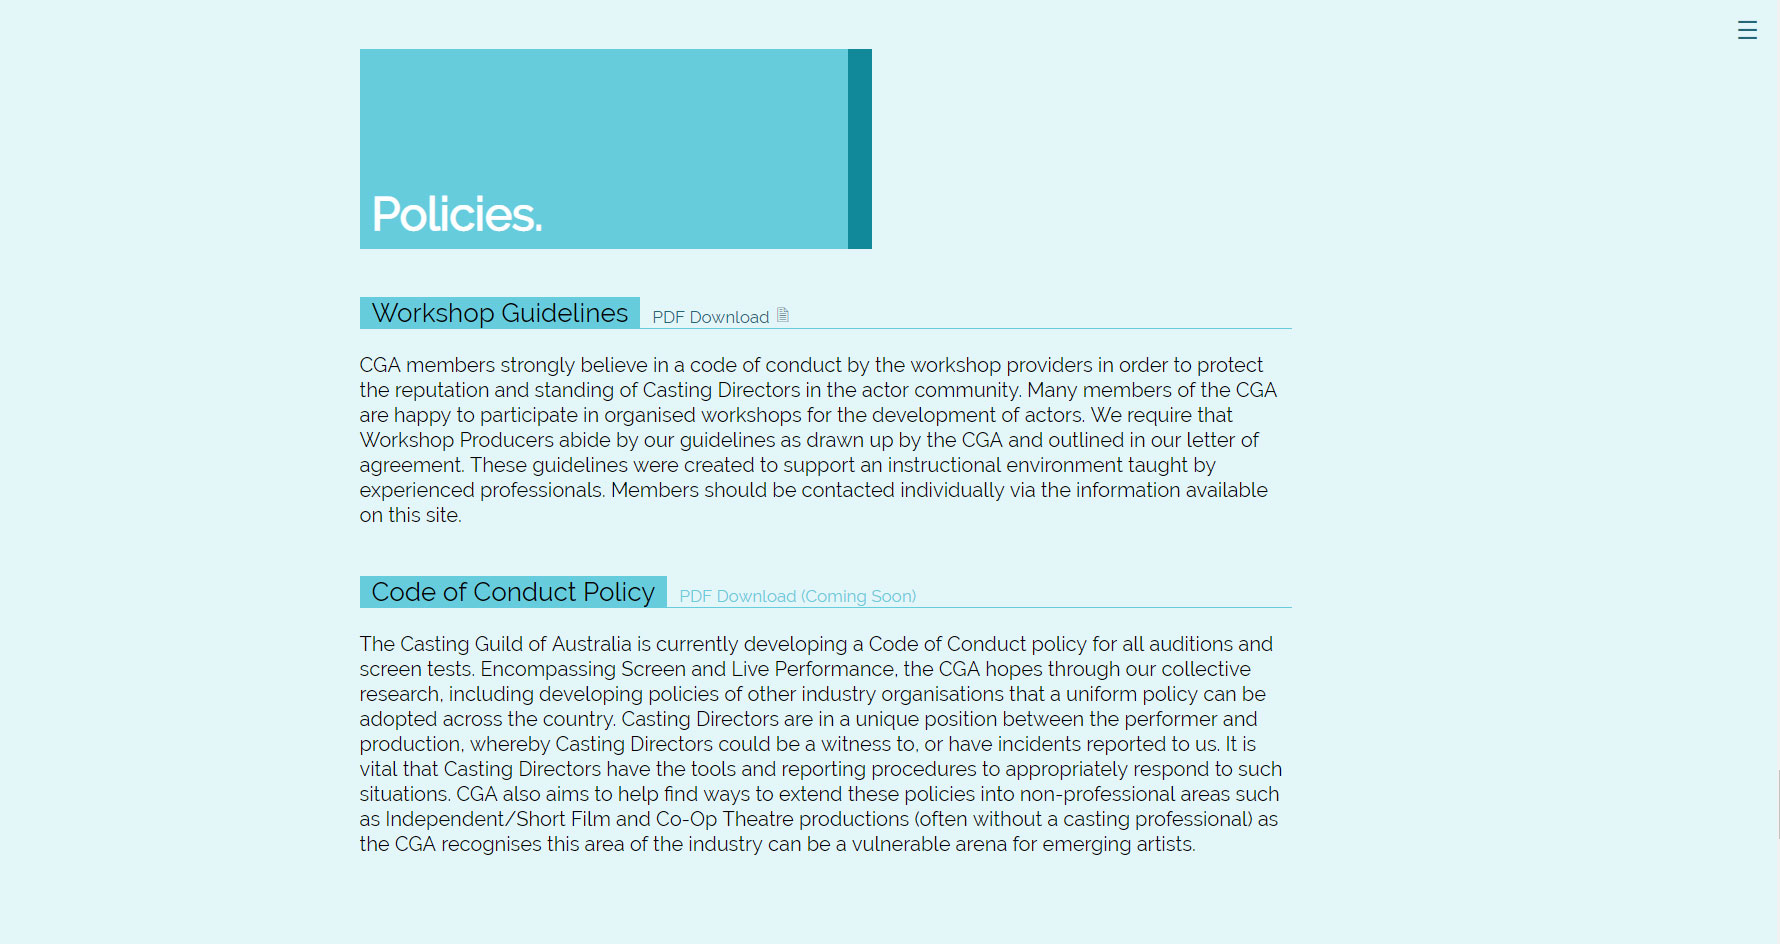 Policies.
Workshop Guidelines PDF Download
CGA members strongly believe in a code of conduct by the workshop providers in order to protect
the reputation and standing of Casting Directors in the actor community. Many members of the CGA
are happy to participate in organised workshops for the development of actors. We require that
Workshop Producers abide by our guidelines as drawn up by the CGA and outlined in our letter of
agreement. These guidelines were created to support an instructional environment taught by
experienced professionals. Members should be contacted individually via the information available
on this site.
Code of Conduct Policy PDF Download (Coming Soon)
The Casting Guild of Australia is currently developing a Code of Conduct policy for all auditions and
screen tests. Encompassing Screen and Live Performance, the CGA hopes through our collective
research, including developing policies of other industry organisations that a uniform policy can be
adopted across the country. Casting Directors are in a unique position between the performer and
production, whereby Casting Directors could be a witness to, or have incidents reported to us. It is
vital that Casting Directors have the tools and reporting procedures to appropriately respond to such
situations. CGA also aims to help find ways to extend these policies into non-professional areas such
as Independent/Short Film and Co-Op Theatre productions (often without a casting professional) as
the CGA recognises this area of the industry can be a vulnerable arena for emerging artists.